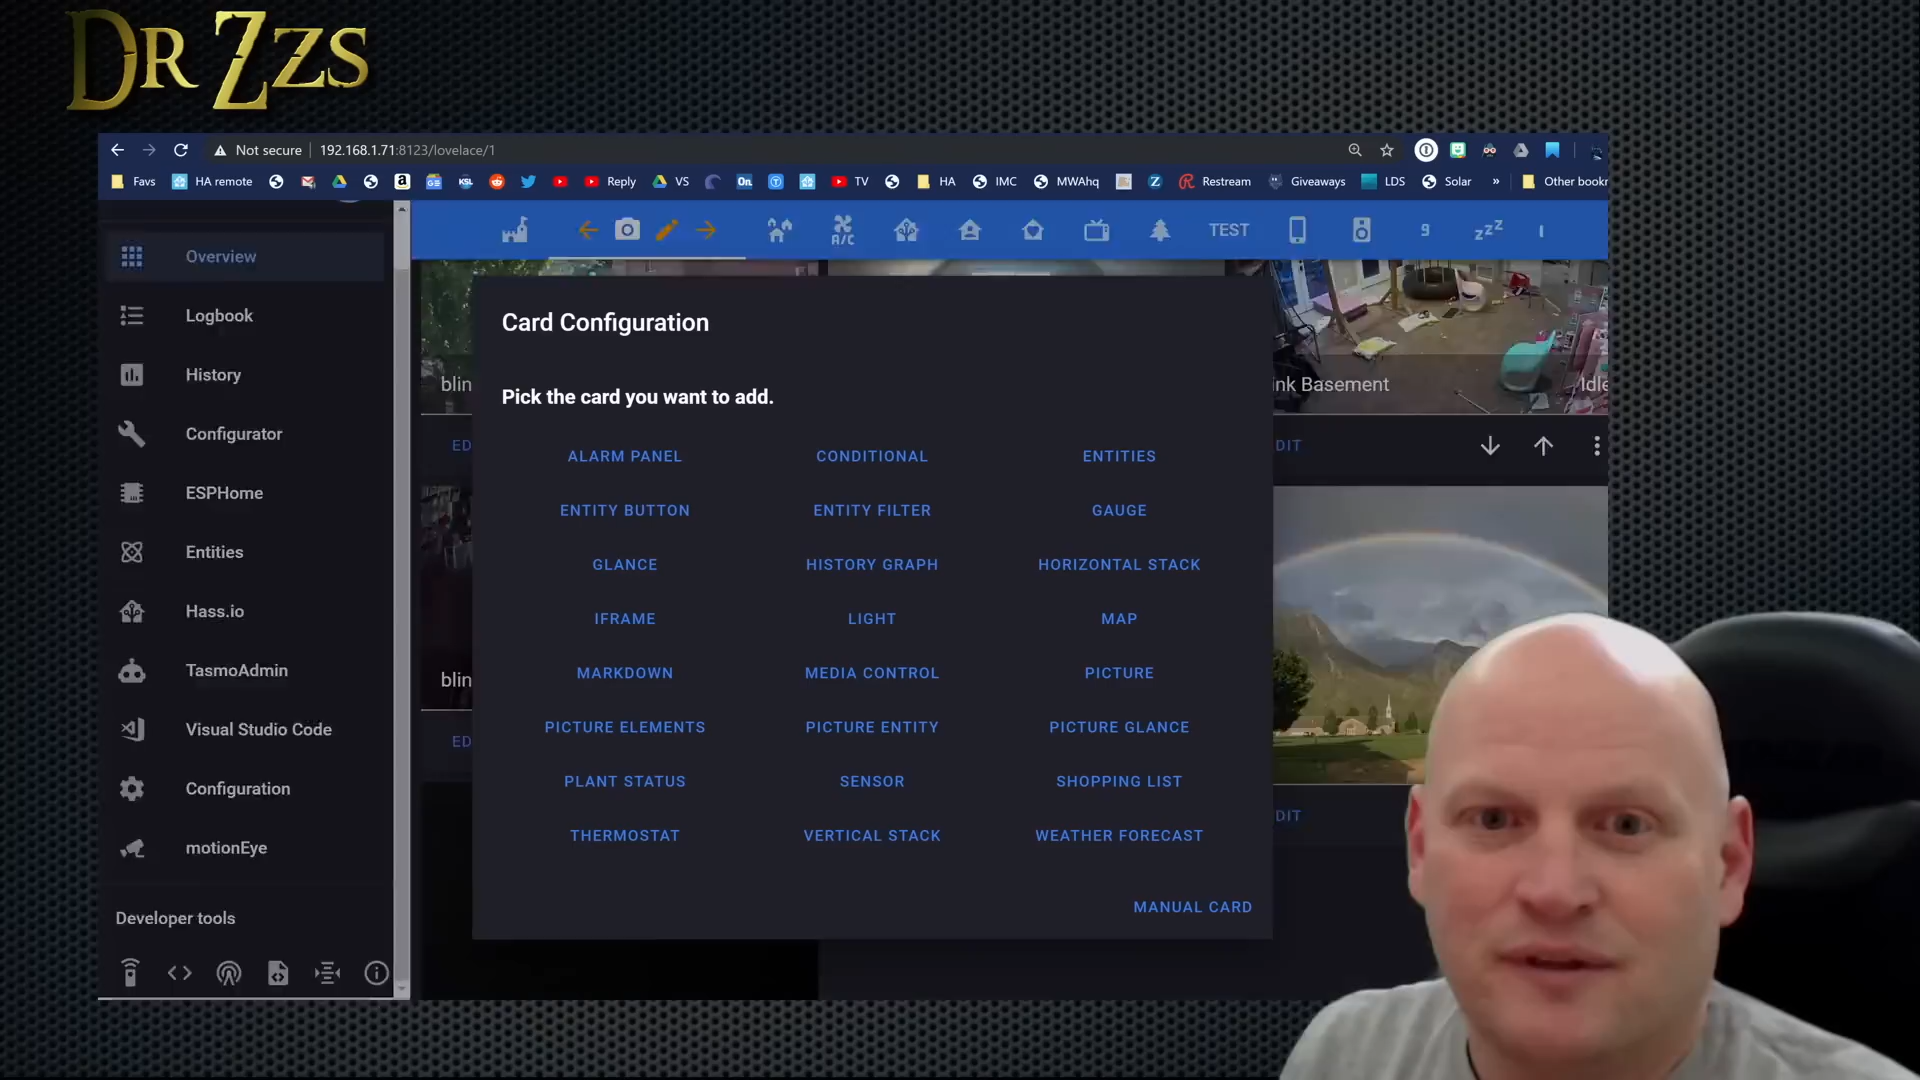 DR ZZS
Not secure 192.168.1.71:8123/lovelace/1
Favs HA remote Reply VS On TV HA IMC MWAhq Z Restream Giveaways LDS Solar » Other bookr
A/C TEST 9 zzz
Overview
Logbook
History
Configurator
ESPHome
Entities
Hass.io
TasmoAdmin
Visual Studio Code
Configuration
motionEye
Developer tools
blin
ED
blin
ED
Card Configuration
Pick the card you want to add.
ALARM PANEL CONDITIONAL ENTITIES
ENTITY BUTTON ENTITY FILTER GAUGE
GLANCE HISTORY GRAPH HORIZONTAL STACK
IFRAME LIGHT MAP
MARKDOWN MEDIA CONTROL PICTURE
PICTURE ELEMENTS PICTURE ENTITY PICTURE GLANCE
PLANT STATUS SENSOR SHOPPING LIST
THERMOSTAT VERTICAL STACK WEATHER FORECAST
MANUAL CARD
ink Basement Idle
DIT
DIT